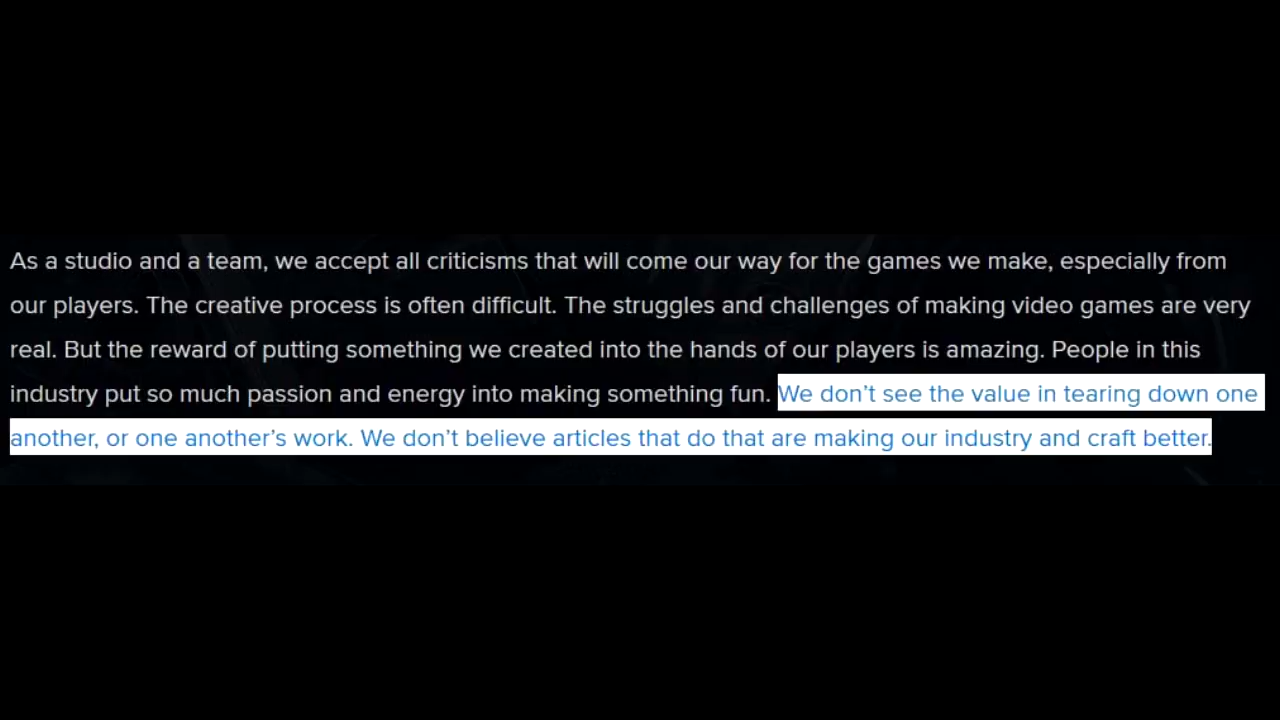 As a studio and a team, we accept all criticisms that will come our way for the games we make, especially from
our players. The creative process is often difficult. The struggles and challenges of making video games are very
real. But the reward of putting something we created into the hands of our players is amazing. People in this
industry put so much passion and energy into making something fun. We don’t see the value in tearing down one
another, or one another’s work. We don’t believe articles that do that are making our industry and craft better.